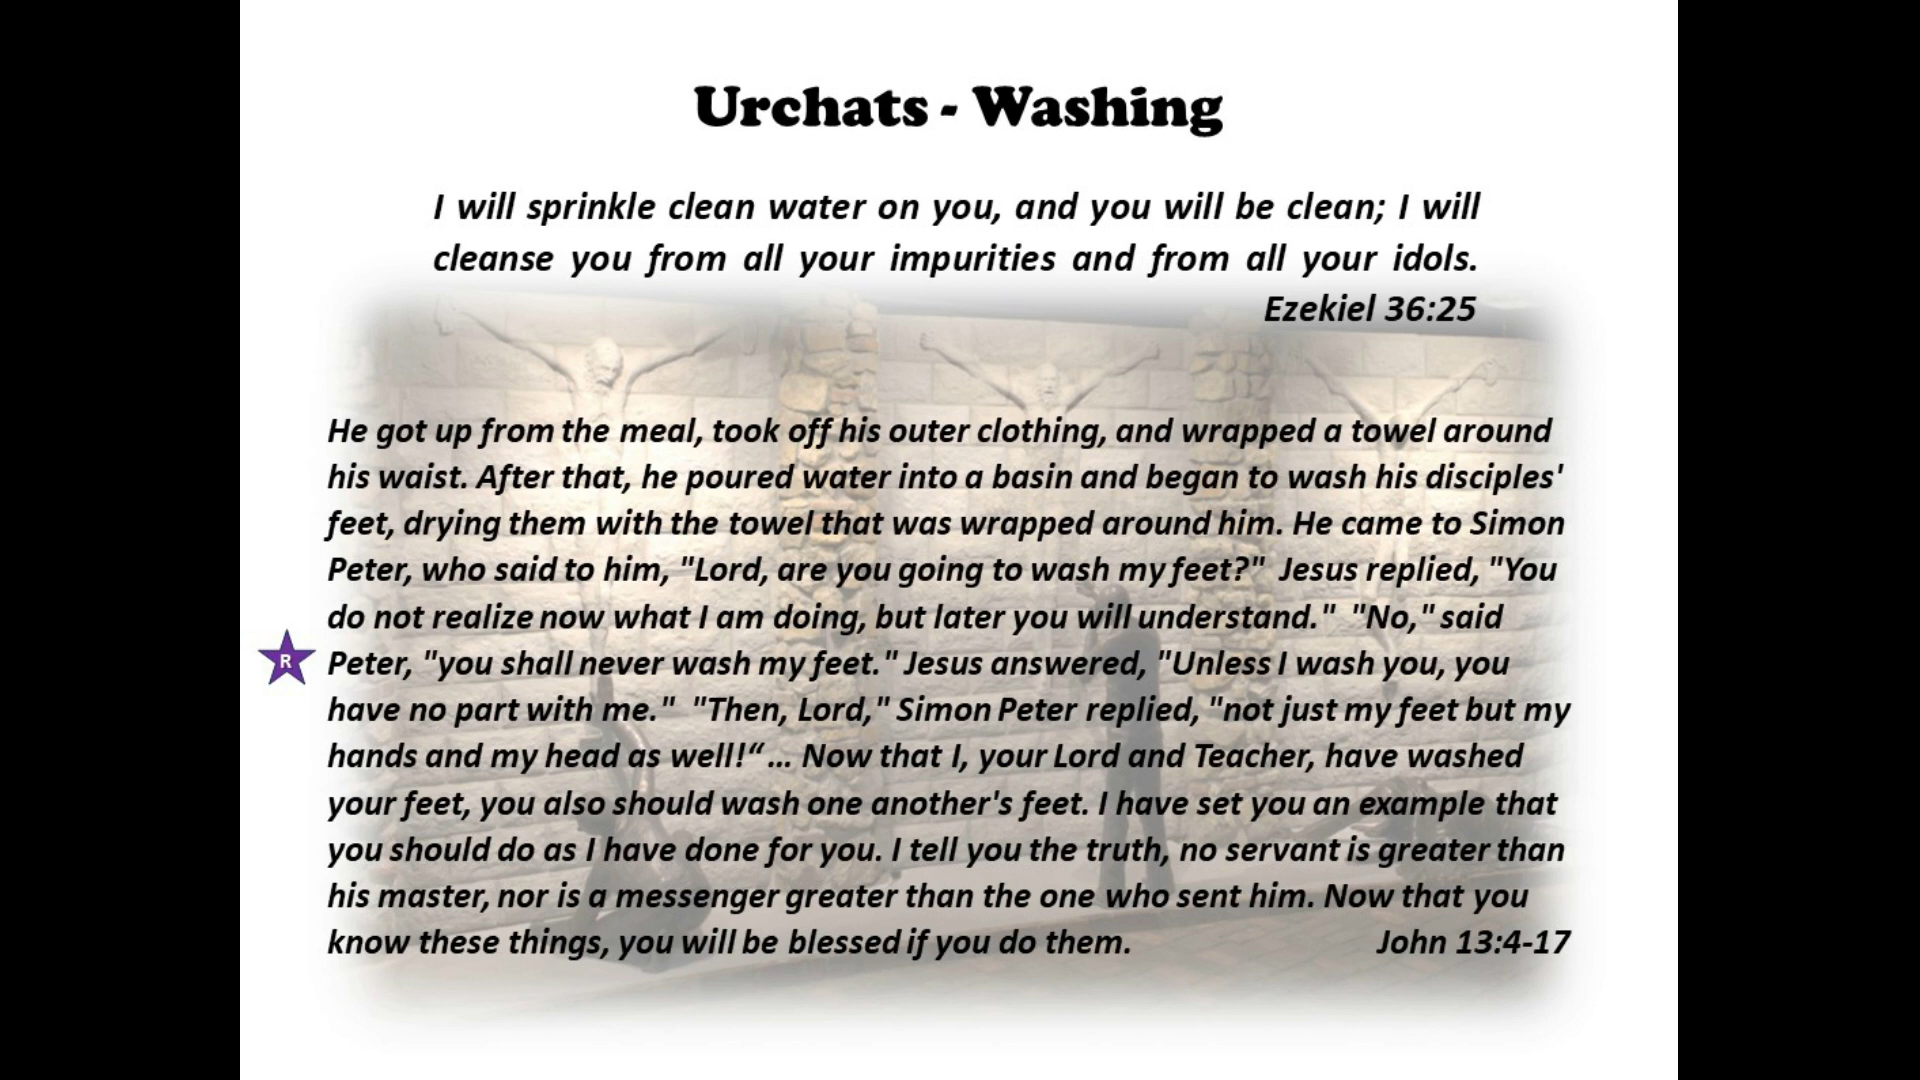 Urchats - Washing
I will sprinkle clean water on you, and you will be clean; I will
cleanse you from all your impurities and from all your idols.
Ezekiel 36:25
He got up from the meal, took off his outer clothing, and wrapped a towel around
his waist. After that, he poured water into a basin and began to wash his disciples'
feet, drying them with the towel that was wrapped around him. He came to Simon
Peter, who said to him, "Lord, are you going to wash my feet?" Jesus replied, "You
do not realize now what I am doing, but later you will understand." "No," said
R Peter, "you shall never wash my feet." Jesus answered, "Unless I wash you, you
have no part with me." "Then, Lord," Simon Peter replied, "not just my feet but my
hands and my head as well!“ ... Now that I, your Lord and Teacher, have washed
your feet, you also should wash one another's feet. I have set you an example that
you should do as I have done for you. I tell you the truth, no servant is greater than
his master, nor is a messenger greater than the one who sent him. Now that you
know these things, you will be blessed if you do them. John 13:4-17